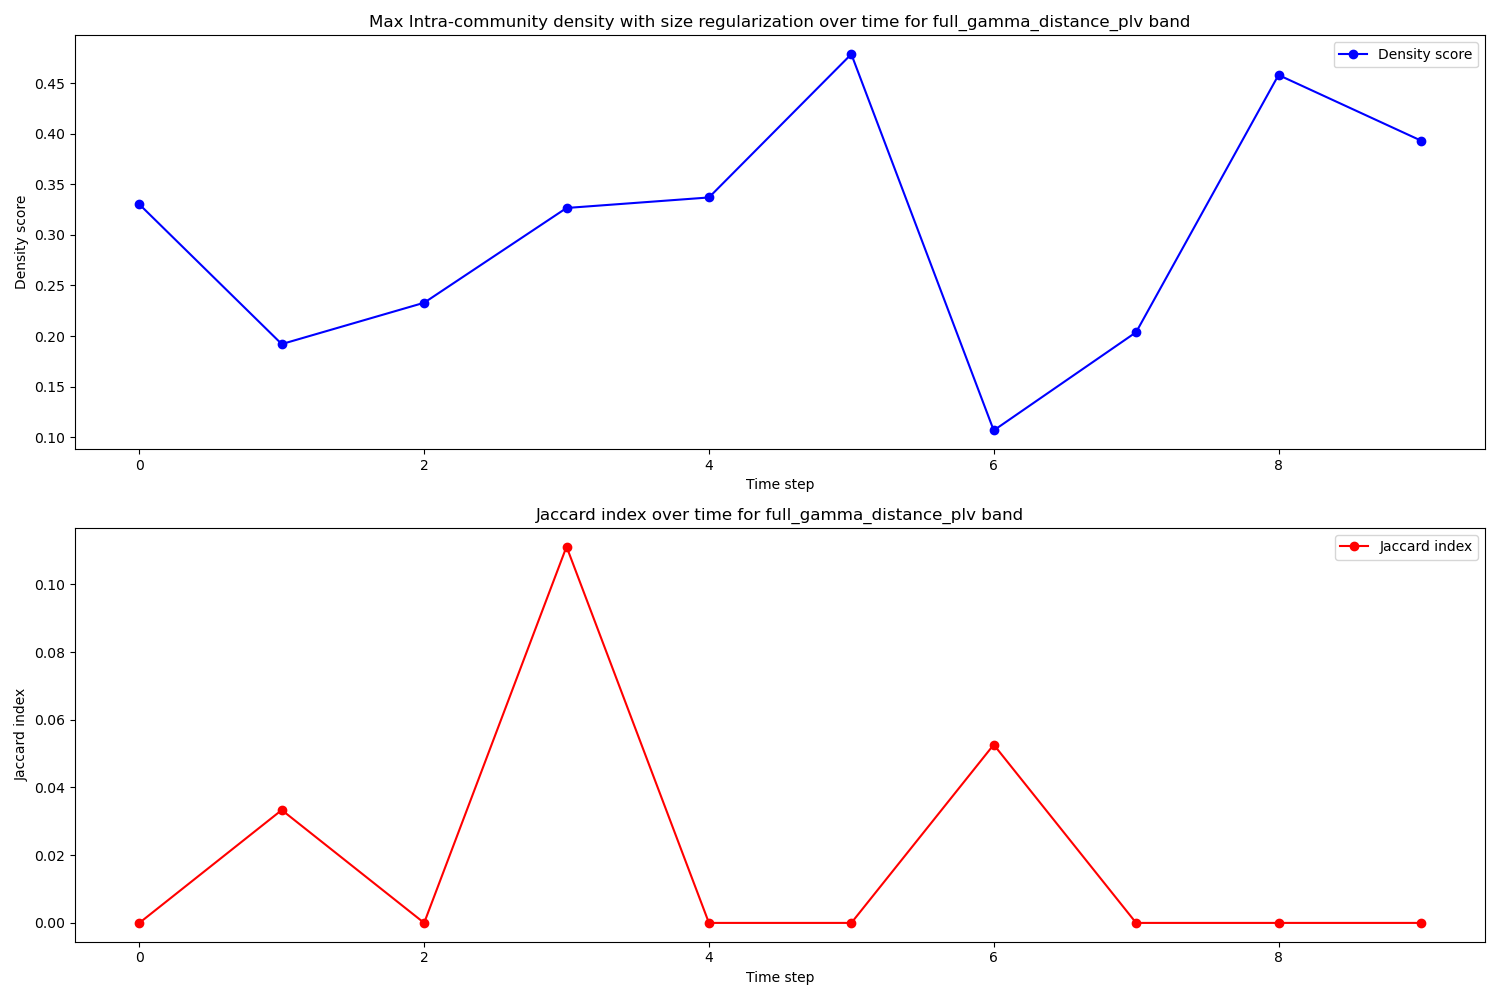 Max Intra-community density with size regularization over time for full_gamma_distance_plv band
Density score
0.45
0.40
0.35
0.30
0.25
0.20
0.15
0.10
Density score
0 2 4 6 8
Time step
Jaccard index over time for full_gamma_distance_plv band
Jaccard index
0.10
0.08
0.06
0.04
0.02
0.00
Jaccard index
0 2 4 6 8
Time step